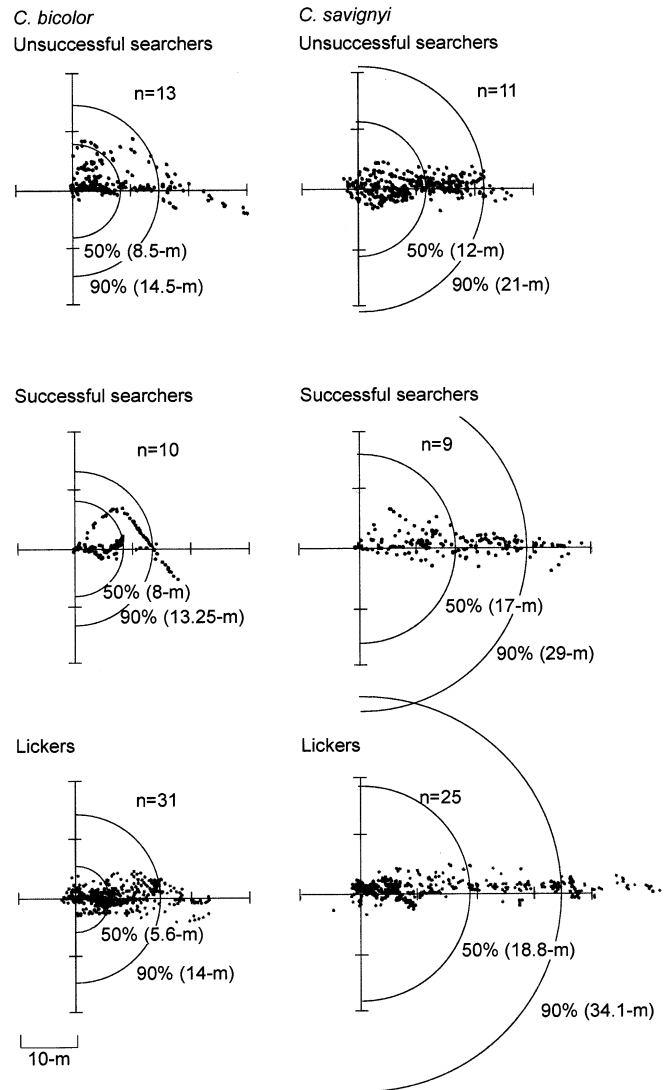 C. bicolor
Unsuccessful searchers
n=13
50% (8.5-m)
90% (14.5-m)
C. savignyi
Unsuccessful searchers
n=11
50% (12-m)
90% (21-m)
Successful searchers
n=10
50% (8-m)
90% (13.25-m)
Successful searchers
n=9
50% (17-m)
90% (29-m)
Lickers
n=31
50% (5.6-m)
90% (14-m)
10-m
Lickers
n=25
50% (18.8-m)
90% (34.1-m)